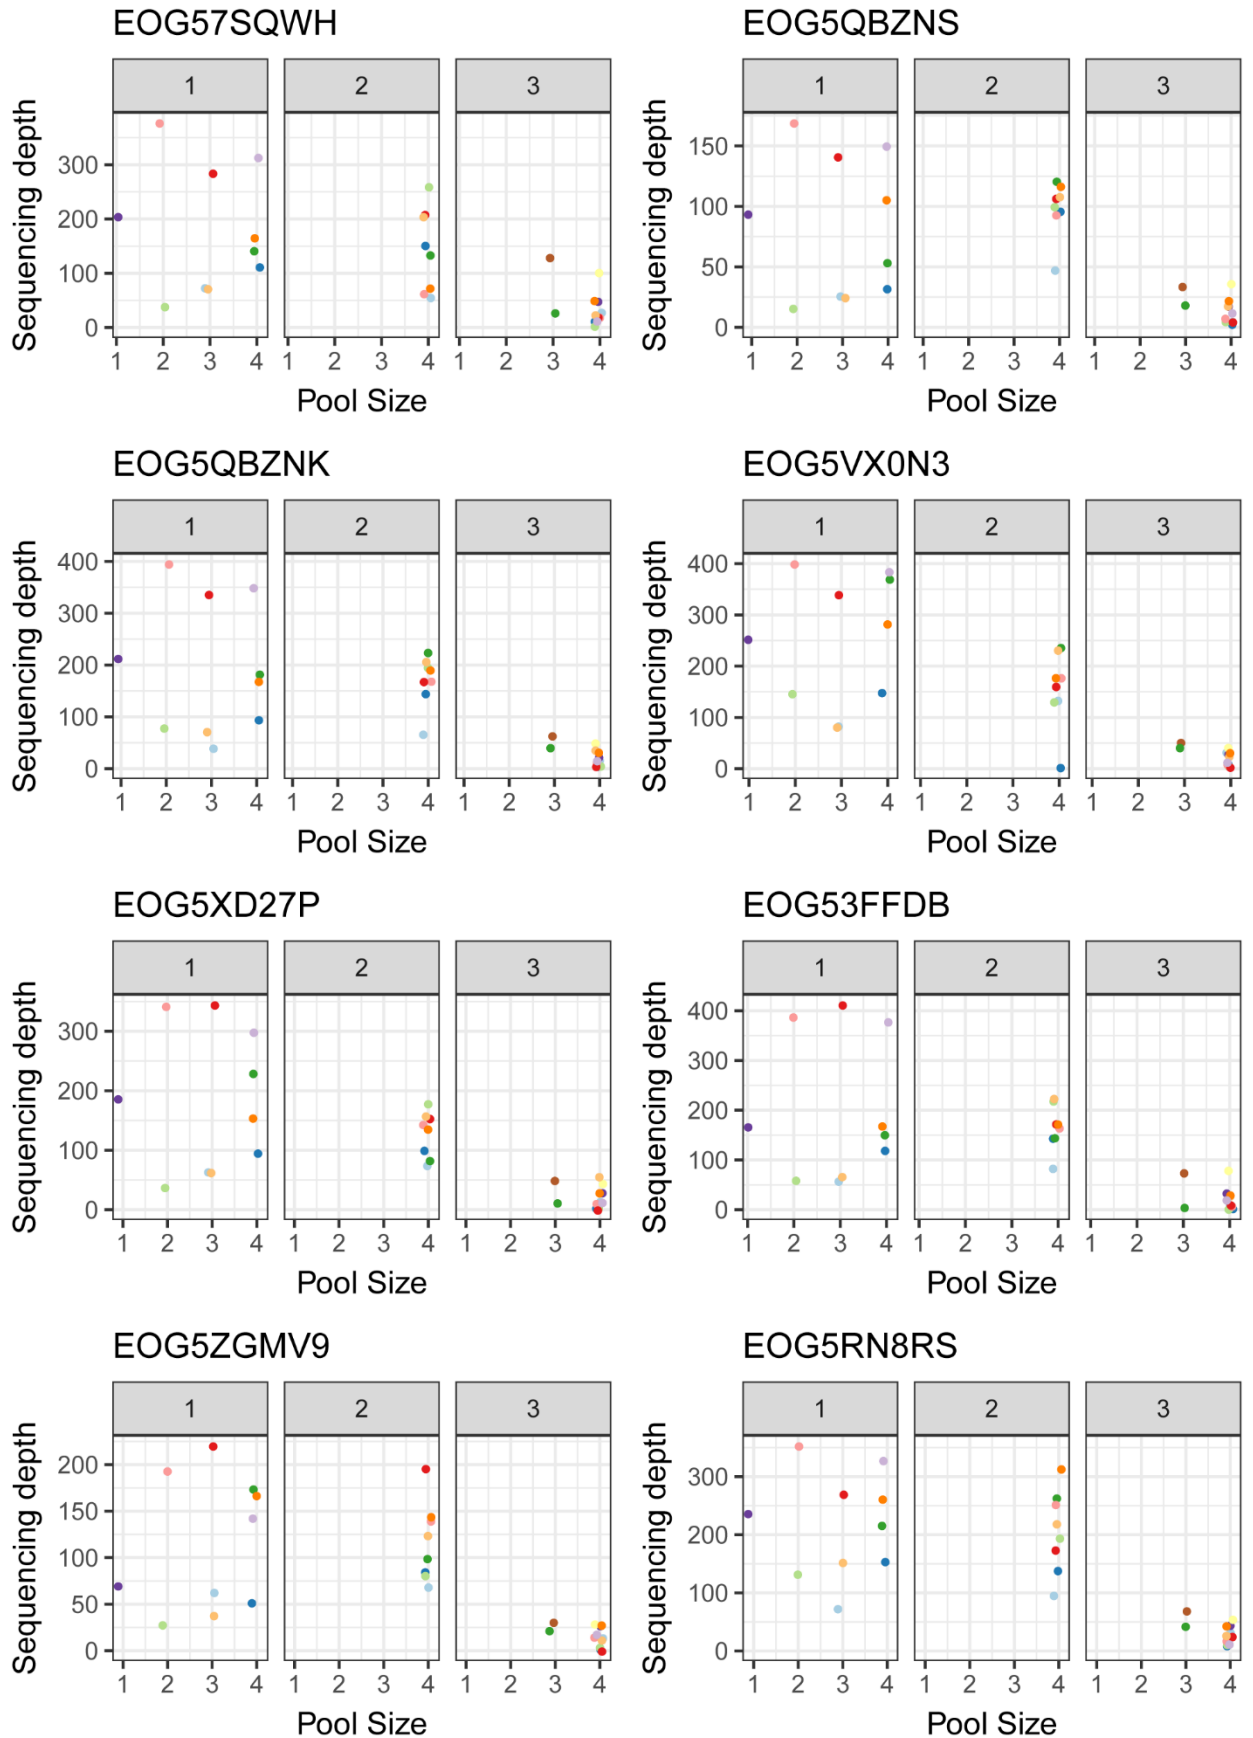 EOG57SQWH
1 2 3
Sequencing depth
300
200
100
0
1 2 3 4 1 2 3 4 1 2 3 4
Pool Size
EOG5QBZNS
1 2 3
Sequencing depth
150
100
50
0
1 2 3 4 1 2 3 4 1 2 3 4
Pool Size
EOG5QBZNK
1 2 3
Sequencing depth
400
300
200
100
0
1 2 3 4 1 2 3 4 1 2 3 4
Pool Size
EOG5VX0N3
1 2 3
Sequencing depth
400
300
200
100
0
1 2 3 4 1 2 3 4 1 2 3 4
Pool Size
EOG5XD27P
1 2 3
Sequencing depth
300
200
100
0
1 2 3 4 1 2 3 4 1 2 3 4
Pool Size
EOG53FFDB
1 2 3
Sequencing depth
400
300
200
100
0
1 2 3 4 1 2 3 4 1 2 3 4
Pool Size
EOG5ZGMV9
1 2 3
Sequencing depth
200
150
100
50
0
1 2 3 4 1 2 3 4 1 2 3 4
Pool Size
EOG5RN8RS
1 2 3
Sequencing depth
300
200
100
0
1 2 3 4 1 2 3 4 1 2 3 4
Pool Size